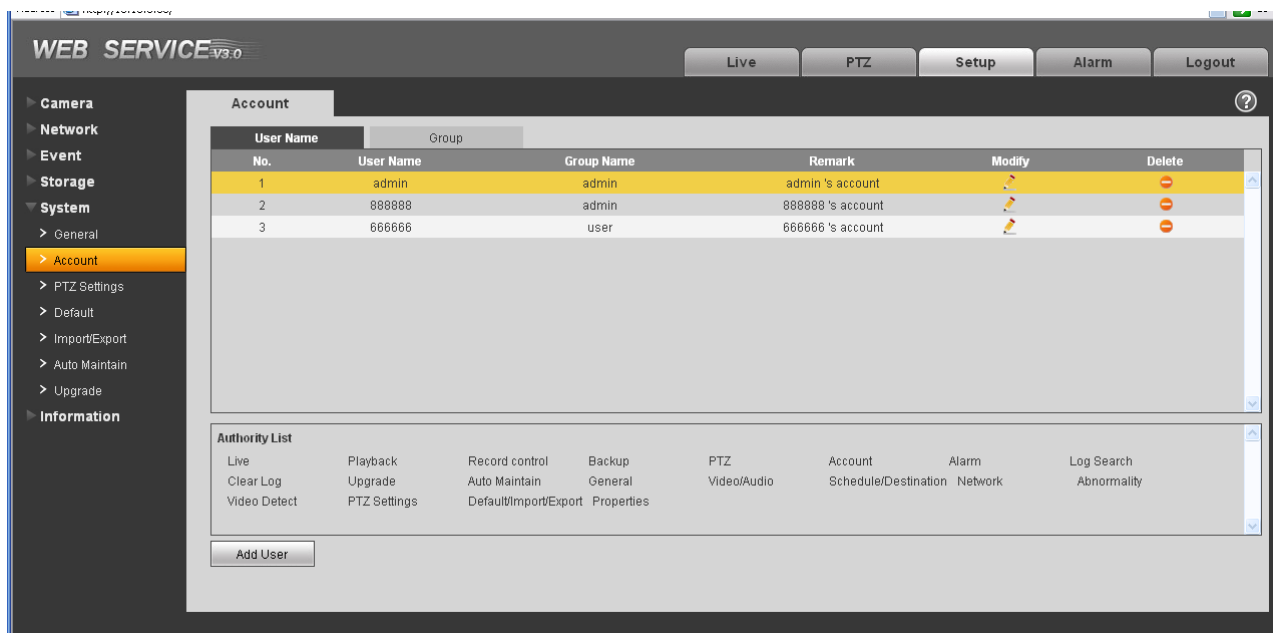 WEB SERVICE V3.0
Live PTZ Setup Alarm Logout
Camera
Network
Event
Storage
System
General
Account
PTZ Settings
Default
Import/Export
Auto Maintain
Upgrade
Information
Account ?
User Name Group
No. User Name Group Name Remark Modify Delete
1 admin admin admin 's account
2 888888 admin 888888 's account
3 666666 user 666666 's account
Authority List
Live Playback Record control Backup PTZ Account Alarm Log Search
Clear Log Upgrade Auto Maintain General Video/Audio Schedule/Destination Network Abnormality
Video Detect PTZ Settings Default/Import/Export Properties
Add User